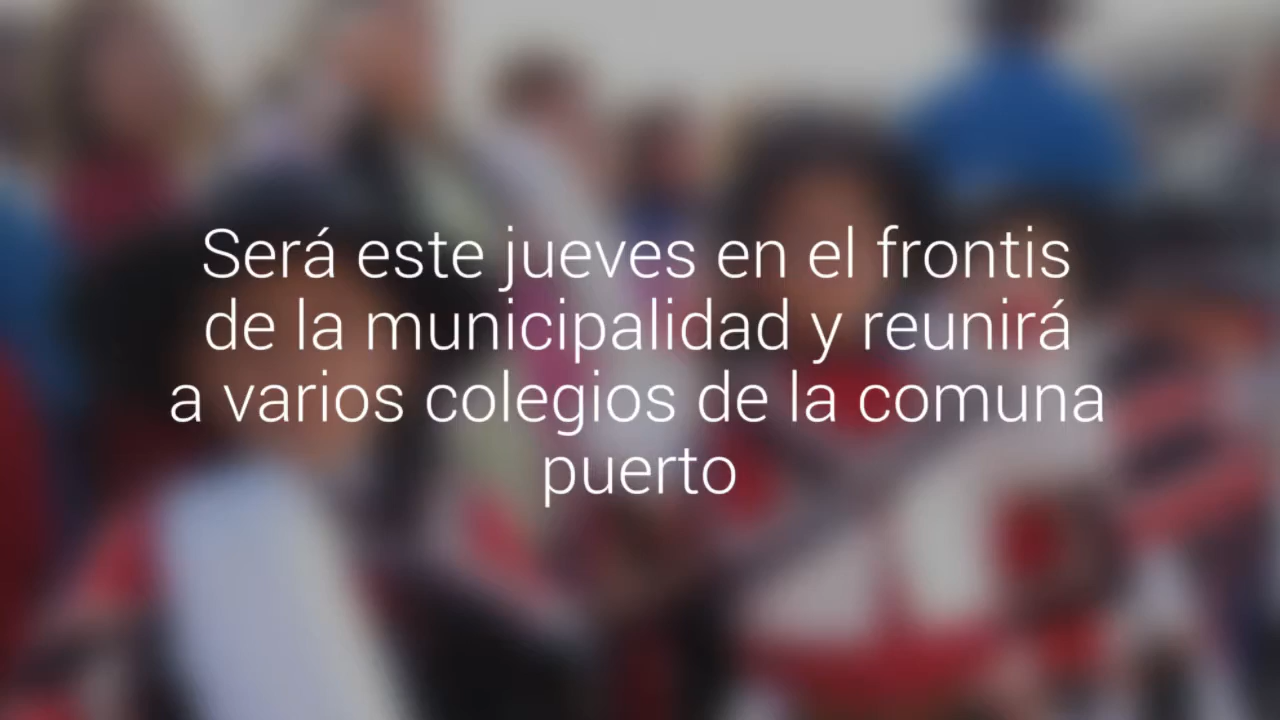 Será este jueves en el frontis
de la municipalidad y reunirá
a varios colegios de la comuna
puerto